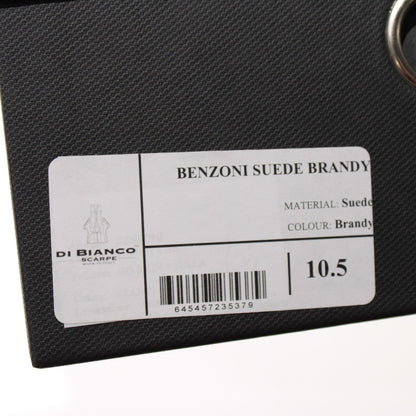 BENZONI SUEDE BRANDY
MATERIAL: Suede
COLOUR: Brandy
DI BIANCO
SCARPE
10.5
645457235379